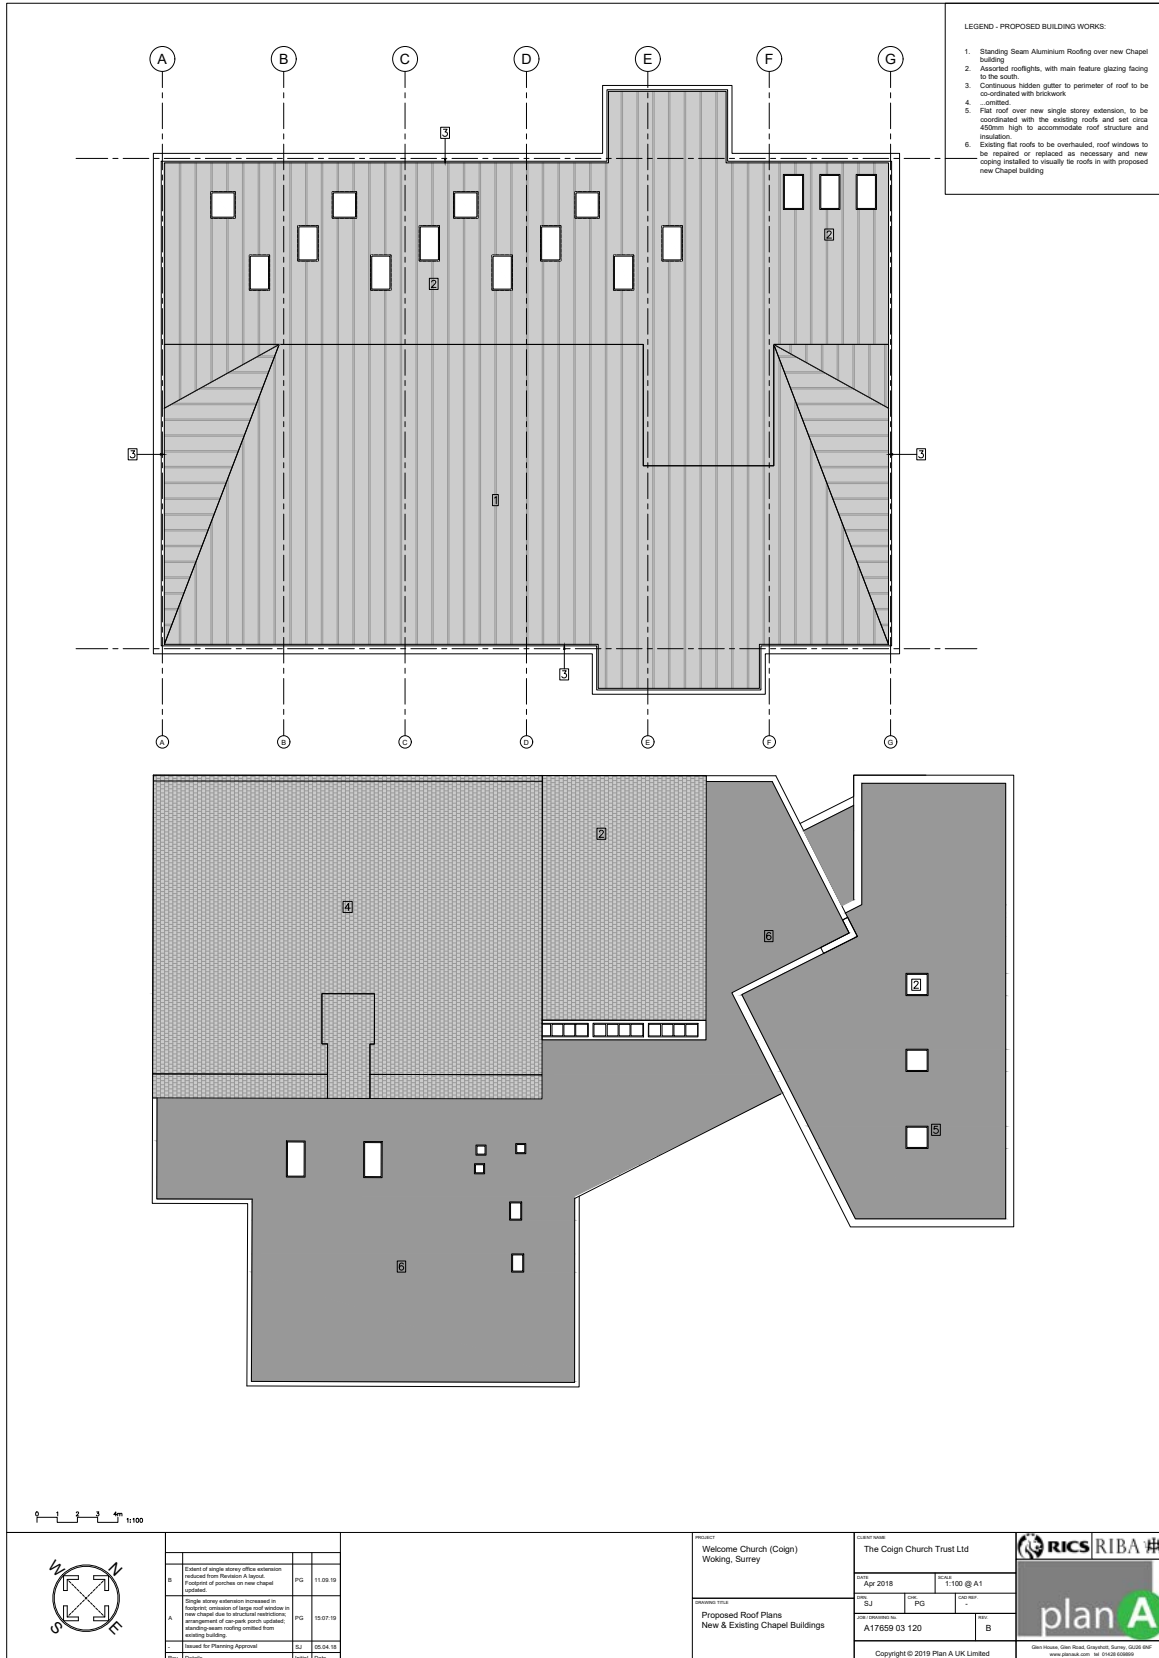 LEGEND - PROPOSED BUILDING WORKS:
1. Standing Seam Aluminium Roofing over new Chapel
building
2. Assorted rooflights, with main feature glazing facing
to the south.
3. Continuous hidden gutter to perimeter of roof to be
co-ordinated with brickwork
4. ...omitted.
5. Flat roof over new single storey extension, to be
coordinated with the existing roofs and set circa
450mm high to accommodate roof structure and
insulation.
6. Existing flat roofs to be overhauled, roof windows to
be repaired or replaced as necessary and new
coping installed to visually tie roofs in with proposed
new Chapel building
A B C D E F G
3
2
2
3
3
1
3
A B C D E F G
2
4
6
2
5
6
0 1 2 3 4m
1:100
W N
S E
B Extent of single storey office extension
reduced from Revision A layout.
Footprint of porches on new chapel
updated. PG 11.09.19
A Single storey extension increased in
footprint; omission of large roof window in
new chapel due to structural restrictions;
arrangement of car-park porch updated;
standing-seam roofing omitted from
existing building. PG 15:07:19
- Issued for Planning Approval SJ 05.04.18
Rev Details Initial Date
PROJECT
Welcome Church (Coign)
Woking, Surrey
DRAWING TITLE
Proposed Roof Plans
New & Existing Chapel Buildings
CLIENT NAME
The Coign Church Trust Ltd
DATE
Apr 2018
SCALE
1:100 @ A1
DRN.
SJ
CHK.
PG
CAD REF.
-
JOB / DRAWING No.
A17659 03 120
REV.
B
Copyright © 2019 Plan A UK Limited
RICS RIBA
plan A
Glen House, Glen Road, Grayshott, Surrey, GU26 6NF
www.planauk.com tel 01428 609899